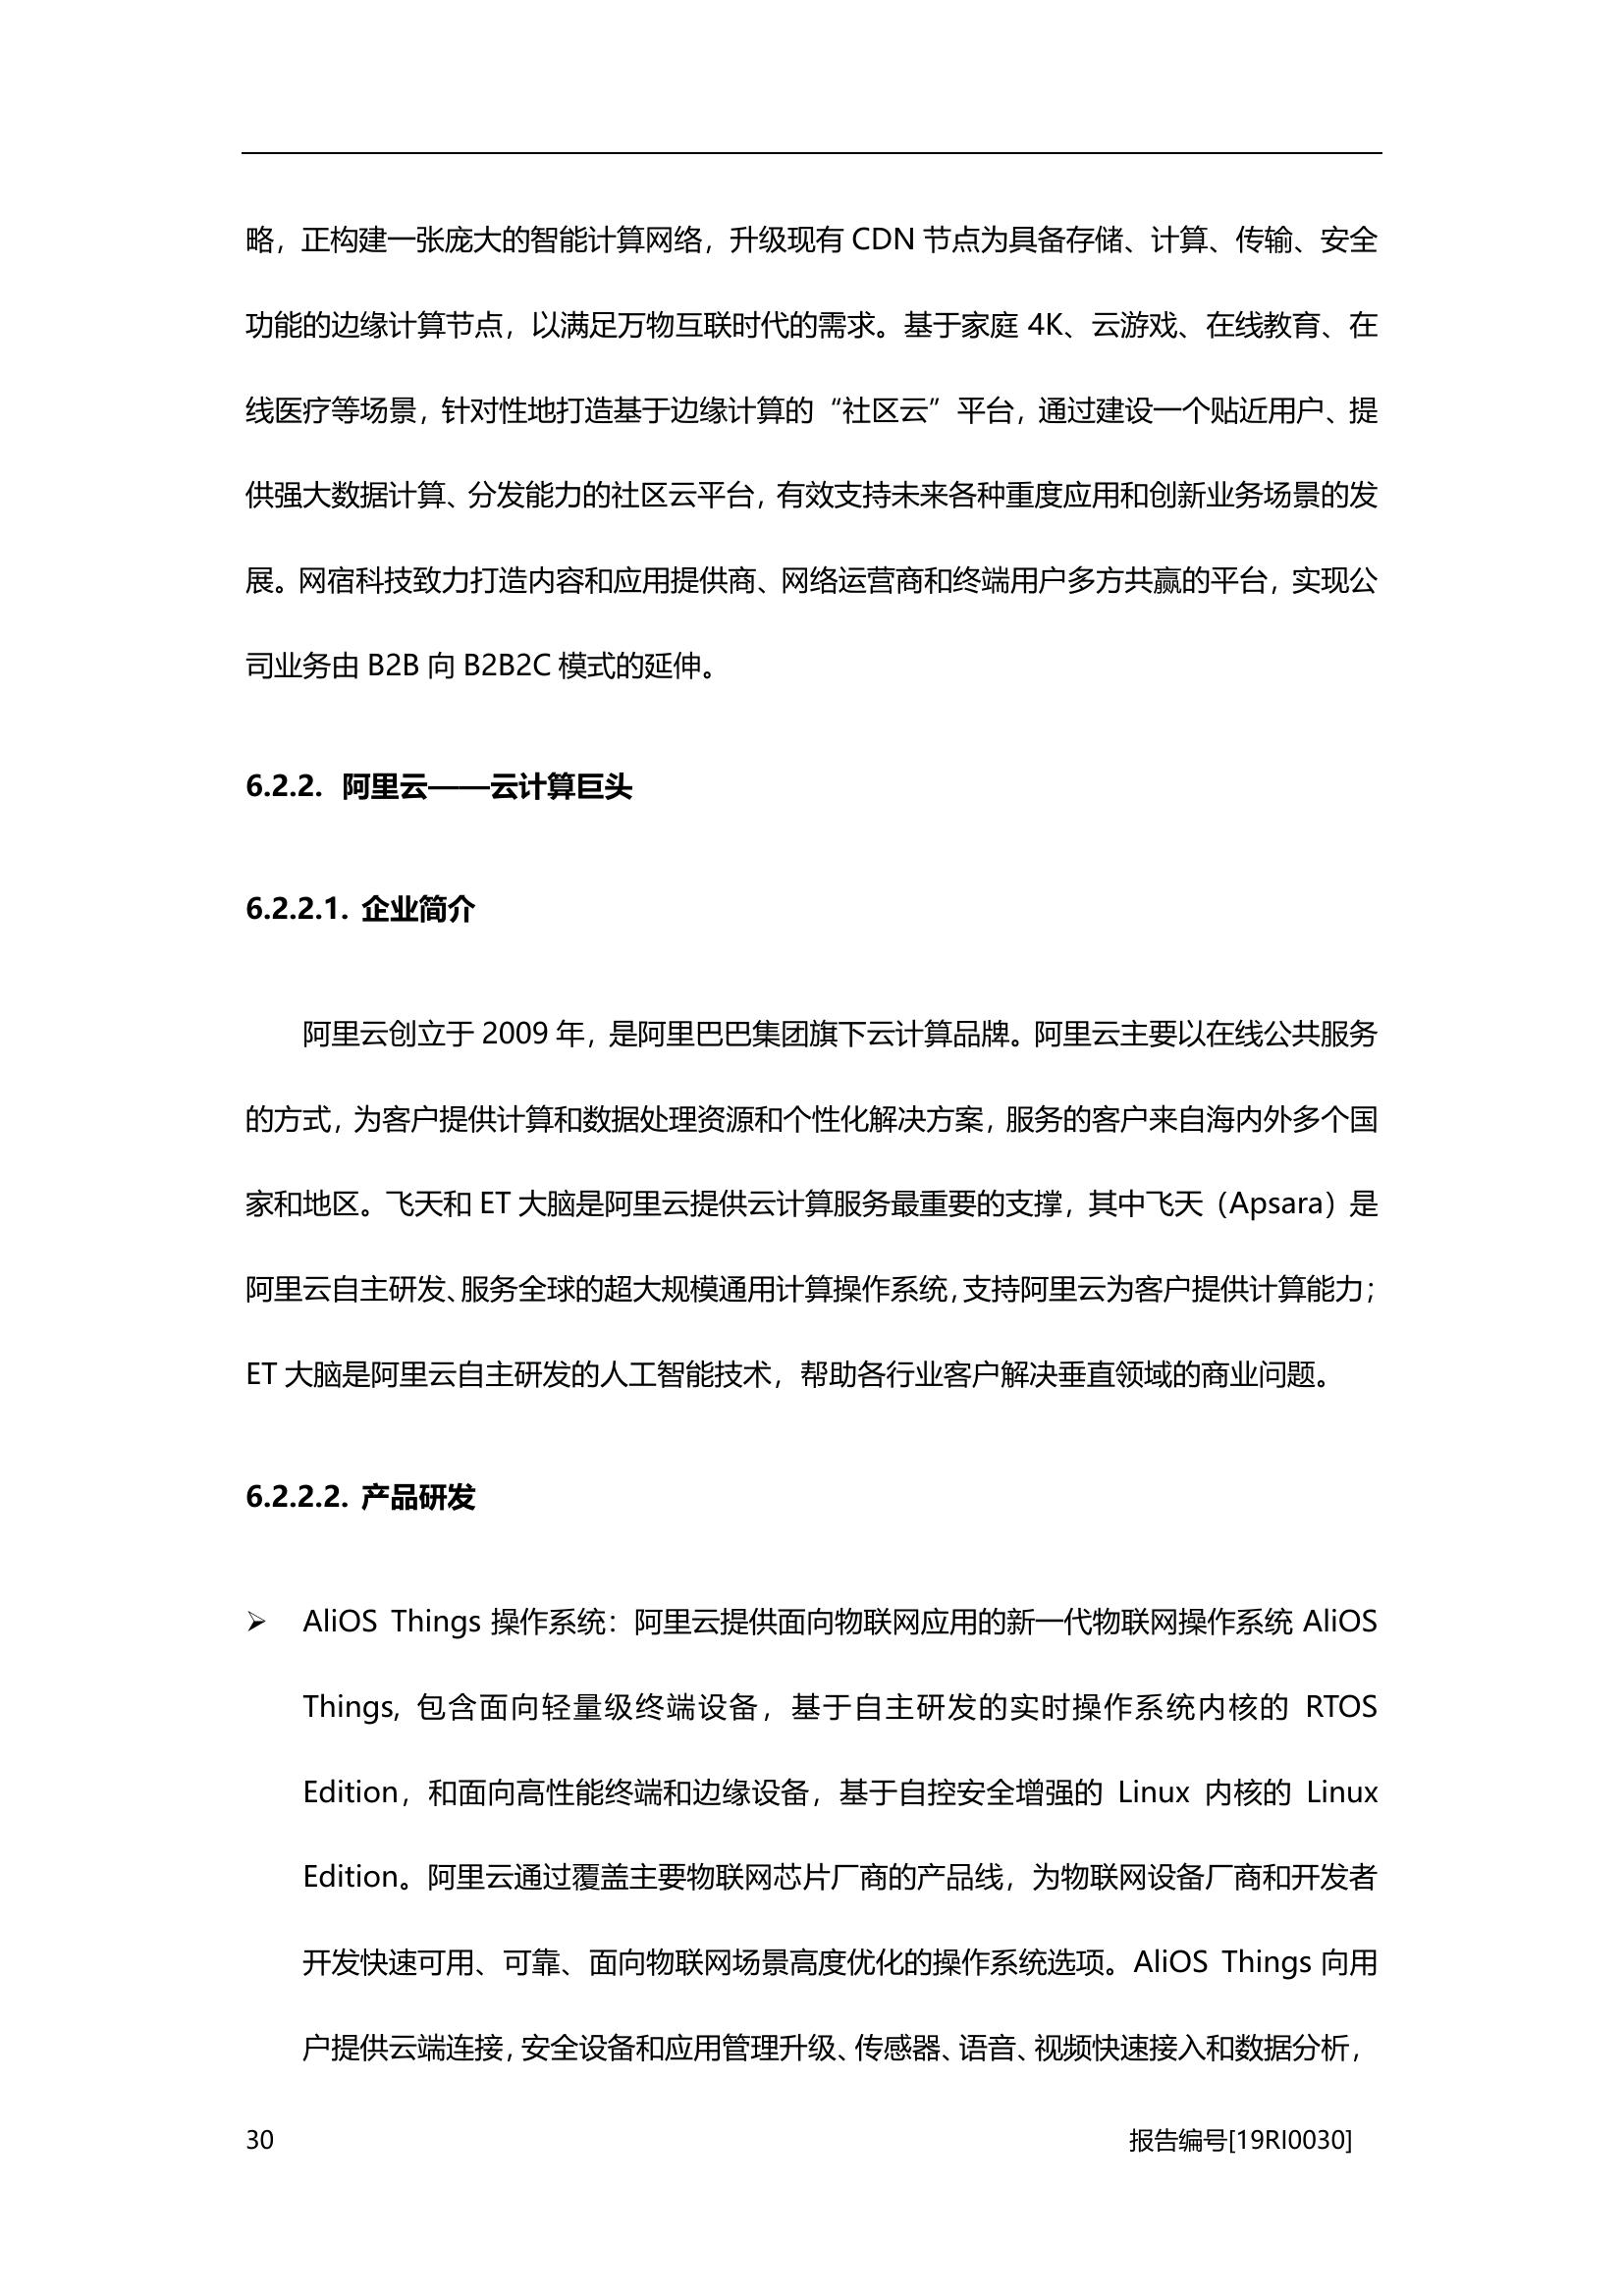 略，正构建一张庞大的智能计算网络，升级现有 CDN 节点为具备存储、计算、传输、安全
功能的边缘计算节点，以满足万物互联时代的需求。基于家庭 4K、云游戏、在线教育、在
线医疗等场景，针对性地打造基于边缘计算的“社区云”平台，通过建设一个贴近用户、提
供强大数据计算、分发能力的社区云平台，有效支持未来各种重度应用和创新业务场景的发
展。网宿科技致力打造内容和应用提供商、网络运营商和终端用户多方共赢的平台，实现公
司业务由 B2B 向 B2B2C 模式的延伸。
6.2.2. 阿里云——云计算巨头
6.2.2.1. 企业简介
阿里云创立于 2009 年，是阿里巴巴集团旗下云计算品牌。阿里云主要以在线公共服务
的方式，为客户提供计算和数据处理资源和个性化解决方案，服务的客户来自海内外多个国
家和地区。飞天和 ET 大脑是阿里云提供云计算服务最重要的支撑，其中飞天（Apsara）是
阿里云自主研发、服务全球的超大规模通用计算操作系统，支持阿里云为客户提供计算能力；
ET 大脑是阿里云自主研发的人工智能技术，帮助各行业客户解决垂直领域的商业问题。
6.2.2.2. 产品研发
➢ AliOS Things 操作系统：阿里云提供面向物联网应用的新一代物联网操作系统 AliOS
Things, 包含面向轻量级终端设备，基于自主研发的实时操作系统内核的 RTOS
Edition，和面向高性能终端和边缘设备，基于自控安全增强的 Linux 内核的 Linux
Edition。阿里云通过覆盖主要物联网芯片厂商的产品线，为物联网设备厂商和开发者
开发快速可用、可靠、面向物联网场景高度优化的操作系统选项。AliOS Things 向用
户提供云端连接，安全设备和应用管理升级、传感器、语音、视频快速接入和数据分析，
30 报告编号[19RI0030]